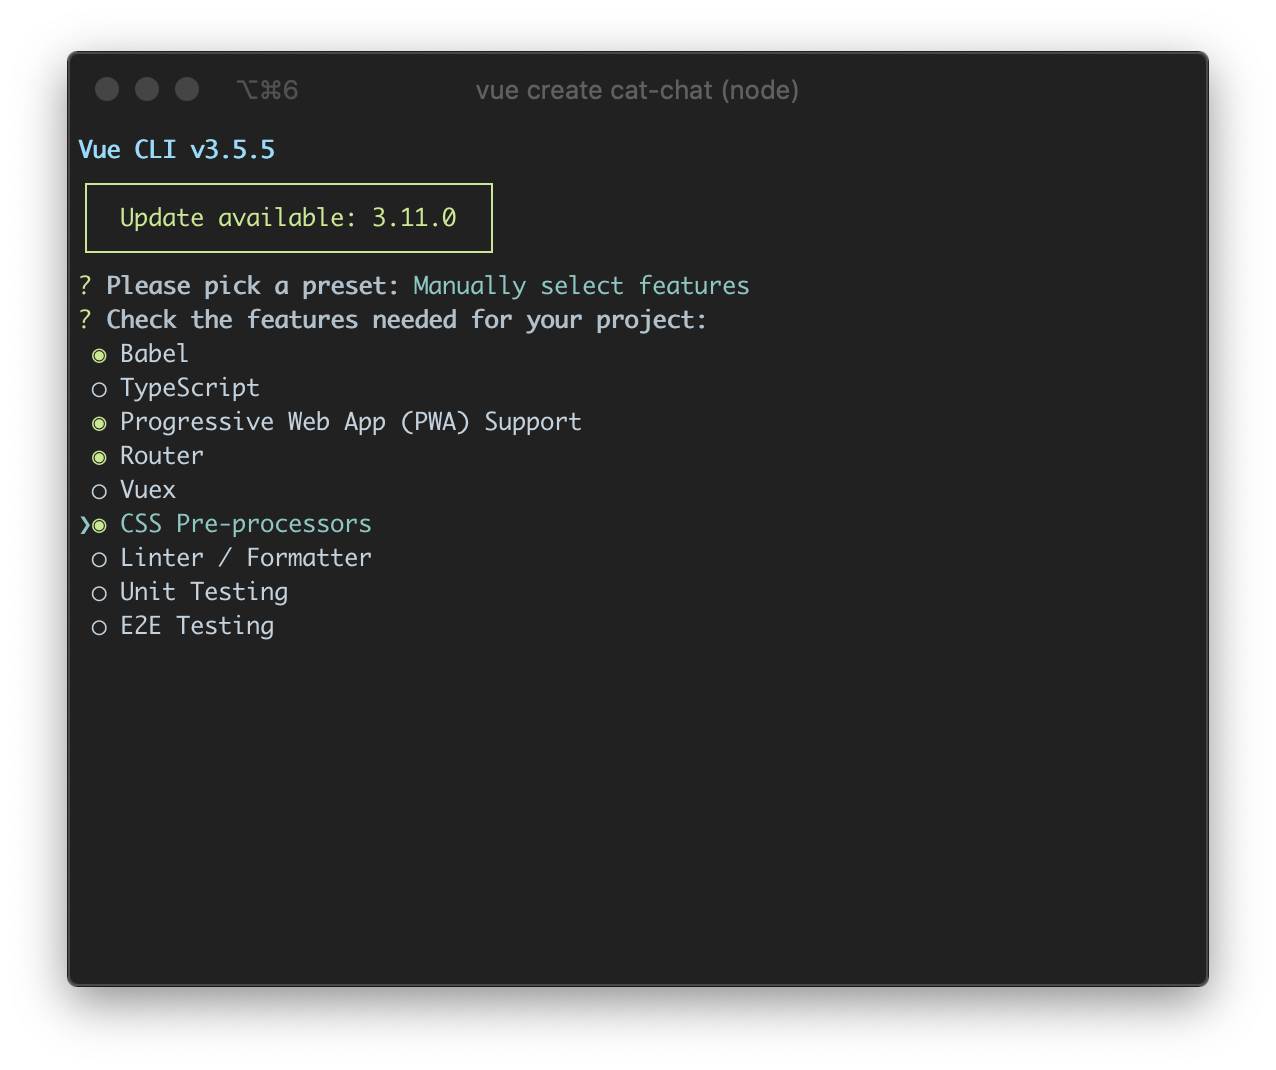 ⌥⌘6 vue create cat-chat (node)
Vue CLI v3.5.5
Update available: 3.11.0
? Please pick a preset: Manually select features
? Check the features needed for your project:
◉ Babel
◯ TypeScript
◉ Progressive Web App (PWA) Support
◉ Router
◯ Vuex
❯◉ CSS Pre-processors
◯ Linter / Formatter
◯ Unit Testing
◯ E2E Testing